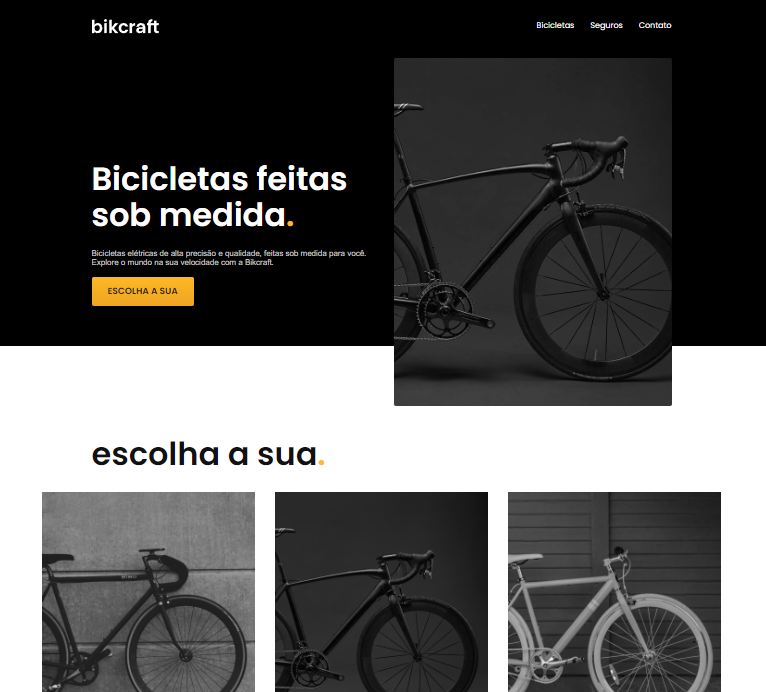 bikcraft
Bicicletas Seguros Contato
Bicicletas feitas
sob medida.
Bicicletas elétricas de alta precisão e qualidade, feitas sob medida para você.
Explore o mundo na sua velocidade com a Bikcraft.
ESCOLHA A SUA
escolha a sua.